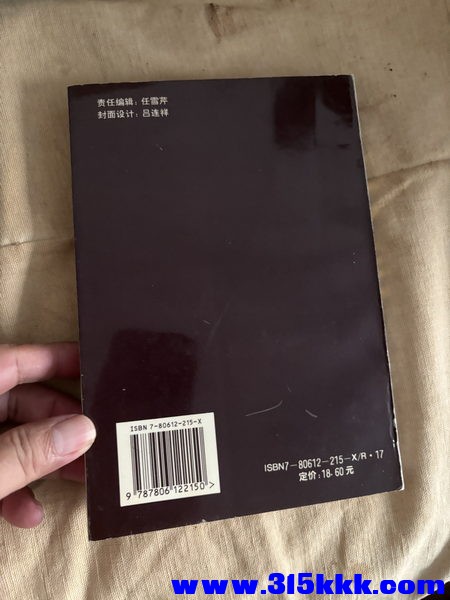 责任编辑：任雪芹
封面设计：吕连祥
ISBN 7-80612-215-X
9 787806 122150 >
ISBN7-80612-215-X/R·17
定价：18.60元
www.315kkk.com